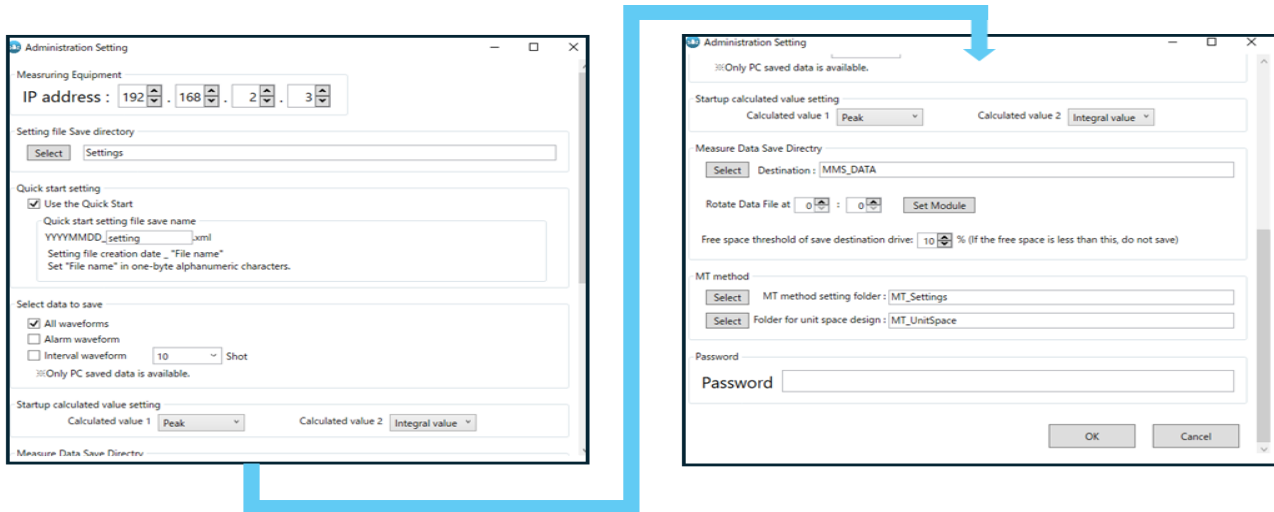 Administration Setting
Measruring Equipment
IP address : 192 . 168 . 2 . 3
Setting file Save directory
Select Settings
Quick start setting
Use the Quick Start
Quick start setting file save name
YYYYMMDD_ setting .xml
Setting file creation date _ "File name"
Set "File name" in one-byte alphanumeric characters.
Select data to save
All waveforms
Alarm waveform
Interval waveform 10 Shot
※Only PC saved data is available.
Startup calculated value setting
Calculated value 1 Peak Calculated value 2 Integral value
Measure Data Save Directry
Administration Setting
※Only PC saved data is available.
Startup calculated value setting
Calculated value 1 Peak Calculated value 2 Integral value
Measure Data Save Directry
Select Destination : MMS_DATA
Rotate Data File at 0 : 0 Set Module
Free space threshold of save destination drive: 10 % (If the free space is less than this, do not save)
MT method
Select MT method setting folder : MT_Settings
Select Folder for unit space design : MT_UnitSpace
Password
Password
OK Cancel